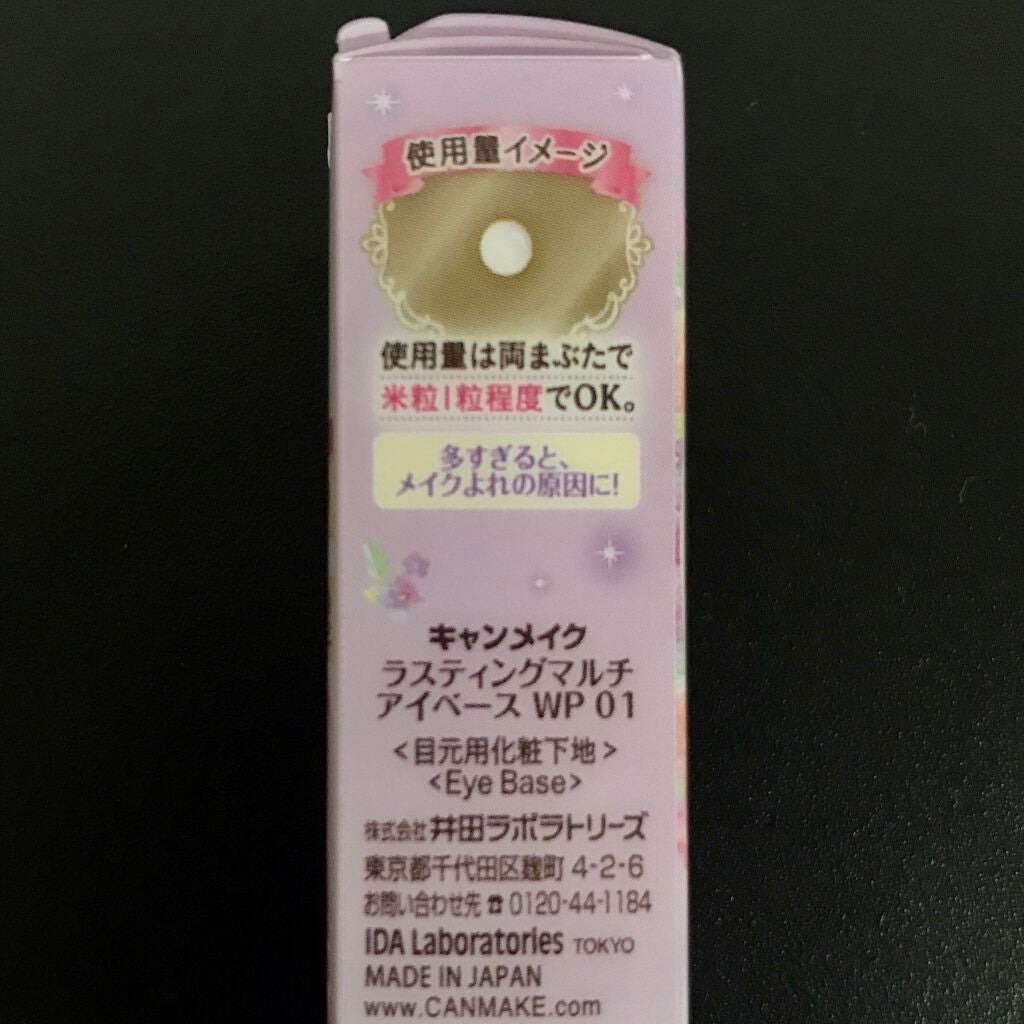 使用量イメージ
使用量は両まぶたで
米粒1粒程度でOK。
多すぎると、
メイクよれの原因に!
キャンメイク
ラスティングマルチ
アイベース WP 01
<目元用化粧下地>
<Eye Base>
株式会社井田ラボラトリーズ
東京都千代田区麹町 4-2-6
お問い合わせ先 ☎ 0120-44-1184
IDA Laboratories TOKYO
MADE IN JAPAN
www.CANMAKE.com